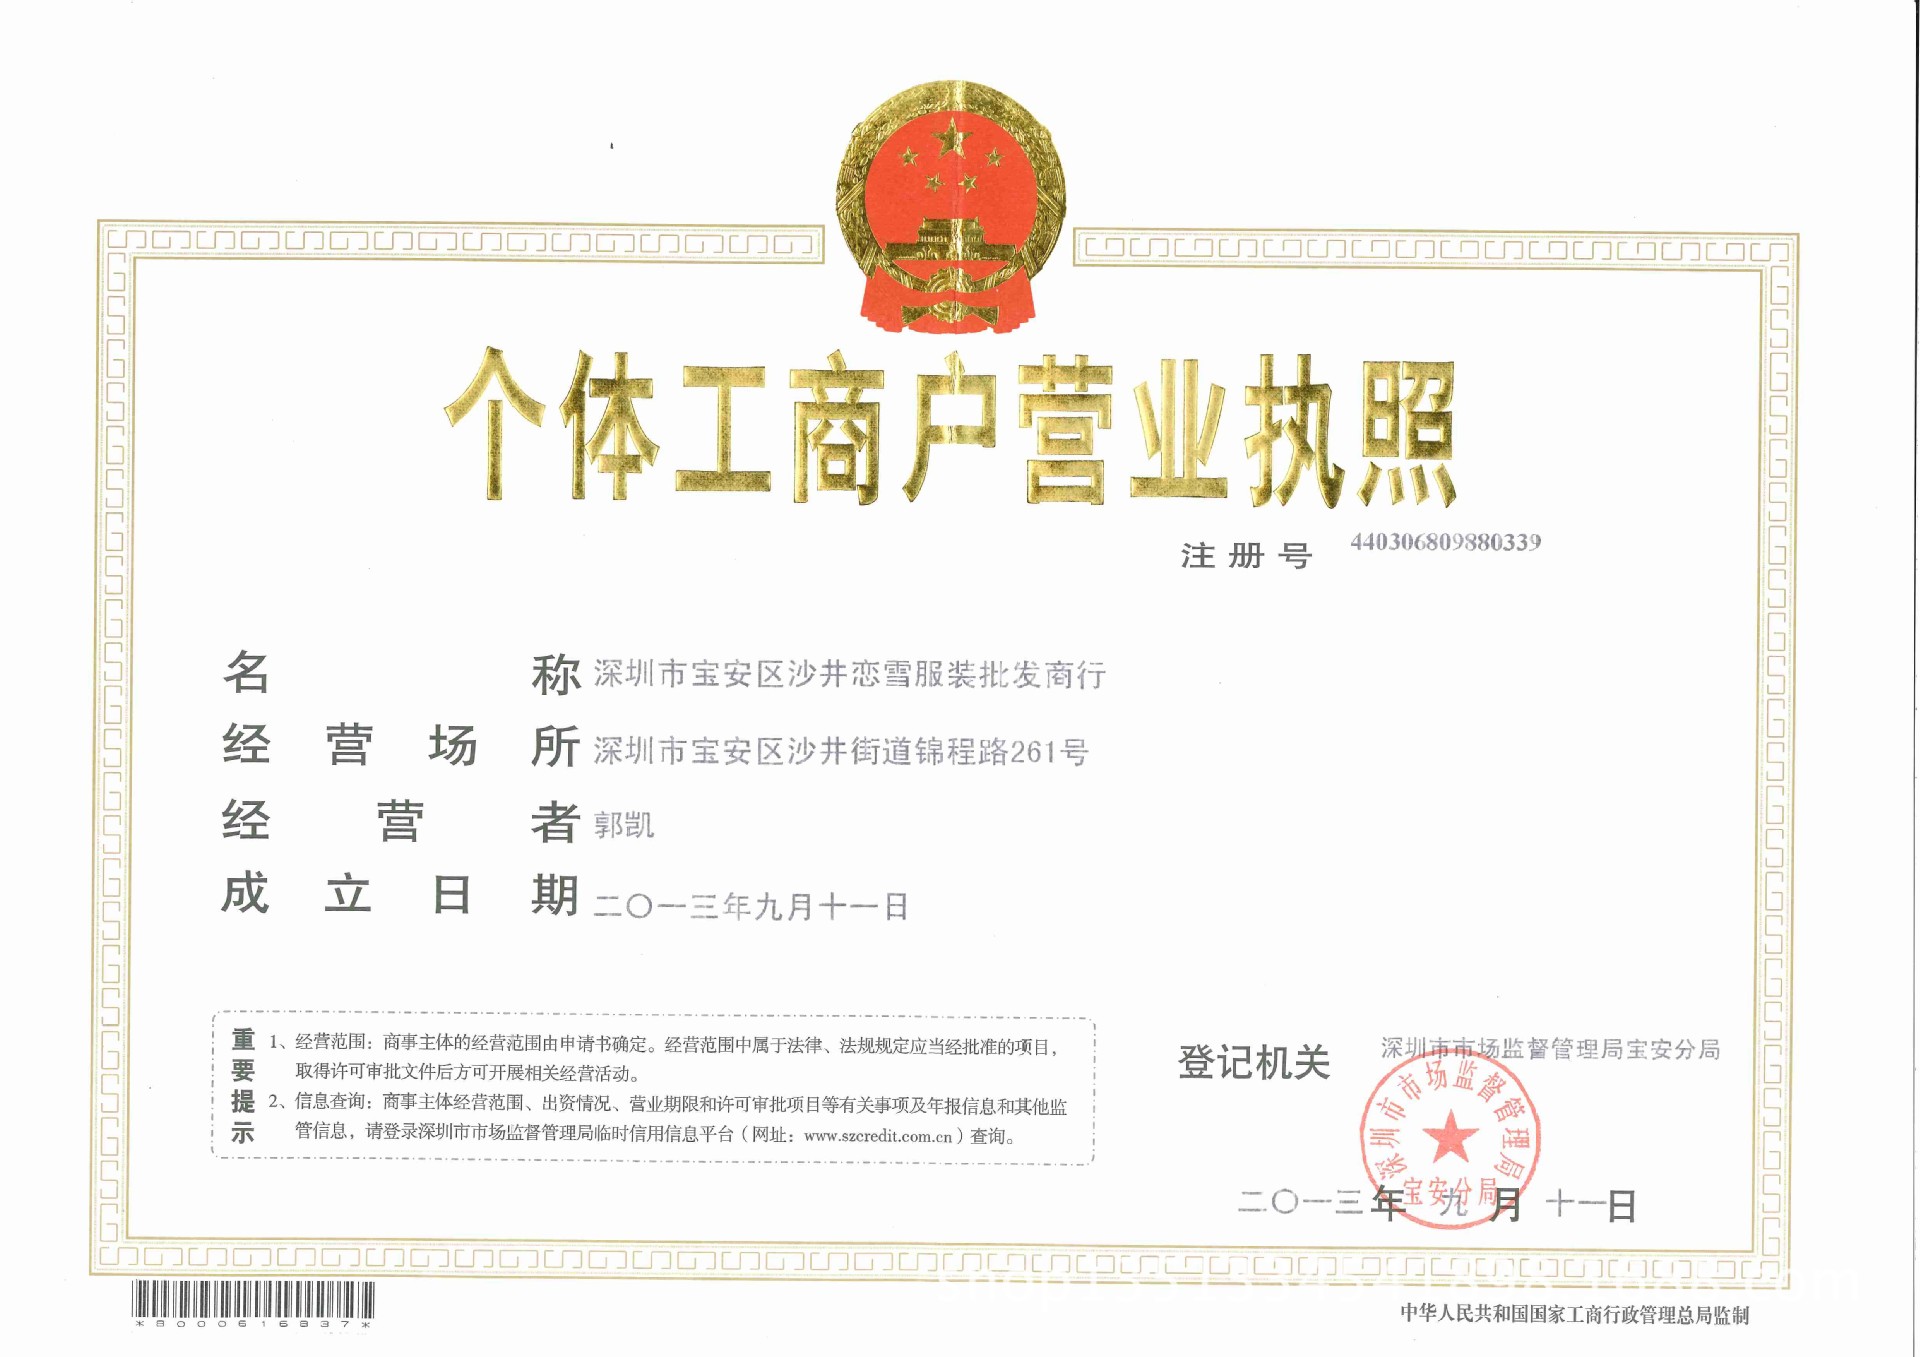 个体工商户营业执照
注册号 440306809880339
名称 深圳市宝安区沙井恋雪服装批发商行
经营场所 深圳市宝安区沙井街道锦程路261号
经营者 郭凯
成立日期 二〇一三年九月十一日
重要提示
1、经营范围：商事主体的经营范围由申请书确定。经营范围中属于法律、法规规定应当经批准的项目，
取得许可审批文件后方可开展相关经营活动。
2、信息查询：商事主体经营范围、出资情况、营业期限和许可审批项目等有关事项及年报信息和其他监
管信息，请登录深圳市市场监督管理局临时信用信息平台（网址：www.szcredit.com.cn）查询。
登记机关 深圳市市场监督管理局宝安分局
深圳市市场监督管理局
宝安分局
二〇一三年九月十一日
*B000616837*
中华人民共和国国家工商行政管理总局监制